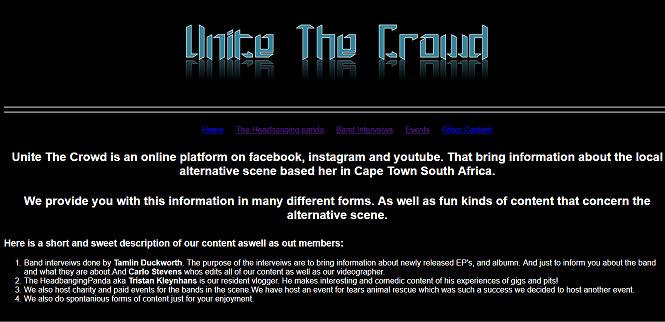 Unite The Crowd
Home The Headbanging panda Band Interveiws Events Other Content
Unite The Crowd is an online platform on facebook, instagram and youtube. That bring information about the local
alternative scene based her in Cape Town South Africa.
We provide you with this information in many different forms. As well as fun kinds of content that concern the
alternative scene.
Here is a short and sweet description of our content aswell as out members:
1. Band interveiws done by Tamlin Duckworth. The purpose of the interveiws are to bring information about newly released EP's, and albumn. And just to inform you about the band
and what they are about.And Carlo Stevens whos edits all of our content as well as our videographer.
2. The HeadbangingPanda aka Tristan Kleynhans is our resident vlogger. He makes interesting and comedic content of his experiences of gigs and pits!
3. We also host charity and paid events for the bands in the scene.We have host an event for tears animal rescue which was such a success we decided to host another event.
4. We also do spontanious forms of content just for your enjoyment.